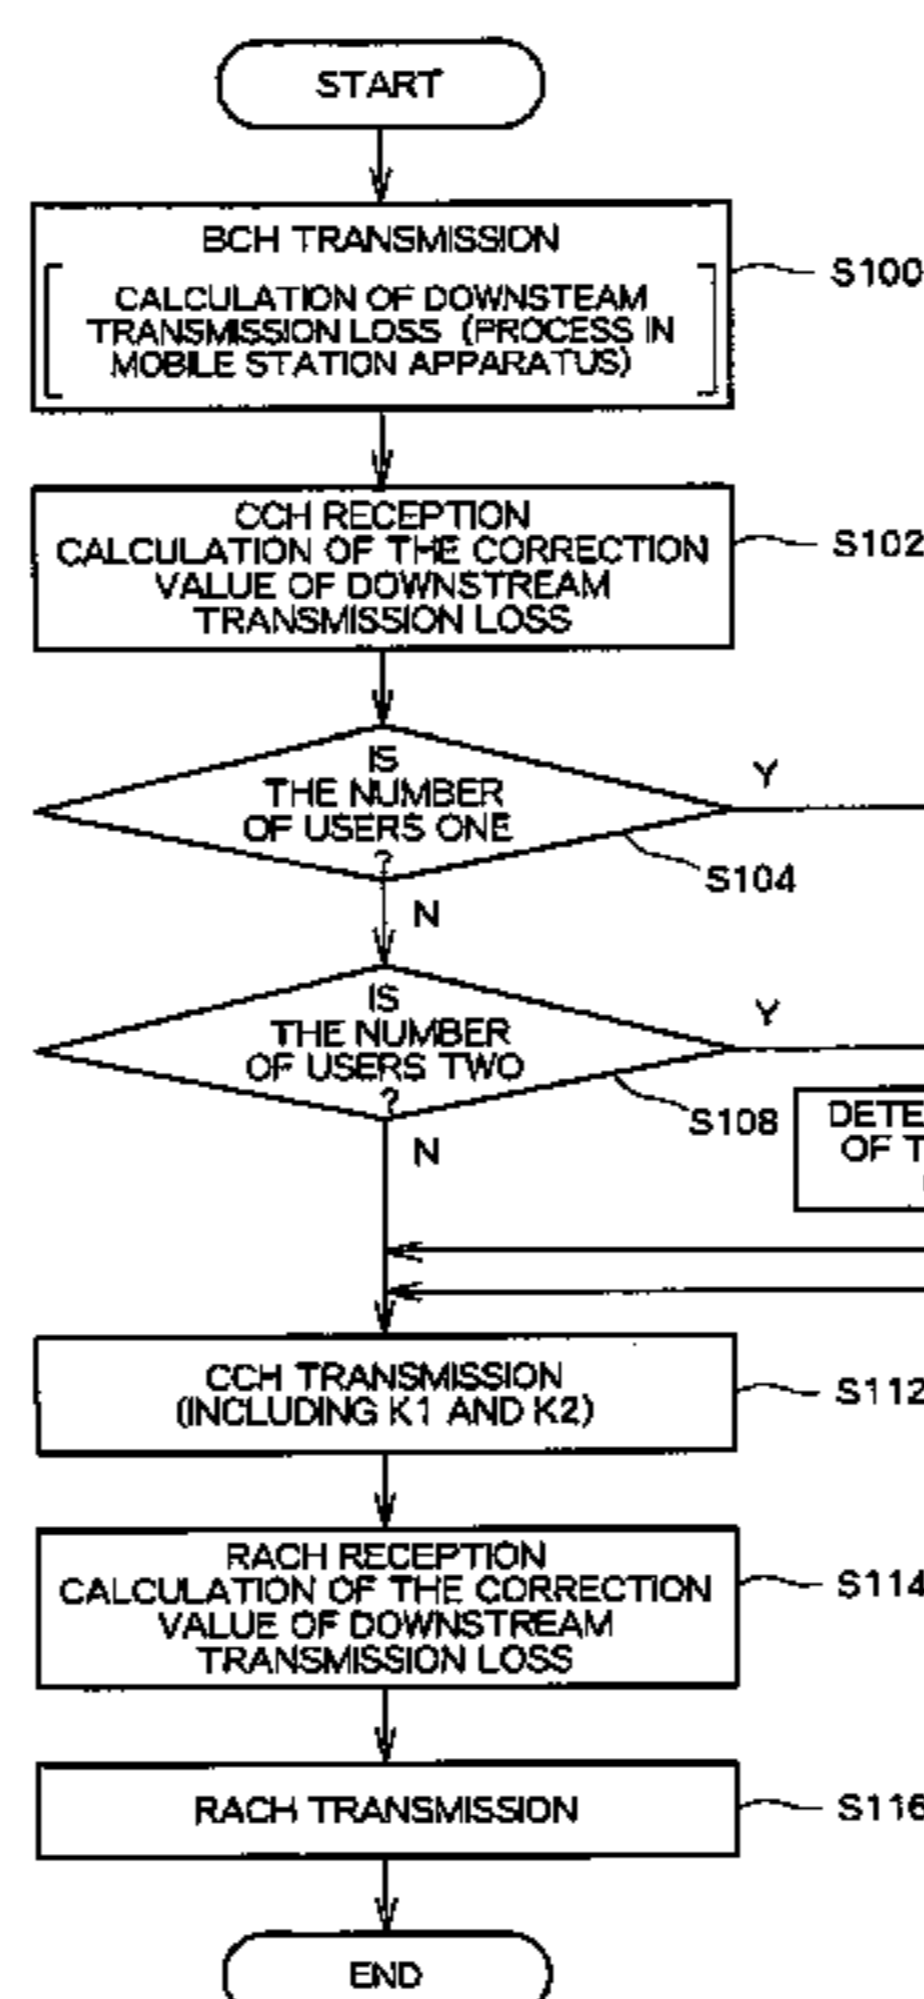 START
BCH TRANSMISSION
CALCULATION OF DOWNSTEAM
TRANSMISSION LOSS (PROCESS IN
MOBILE STATION APPARATUS)
S100
CCH RECEPTION
CALCULATION OF THE CORRECTION
VALUE OF DOWNSTREAM
TRANSMISSION LOSS
S102
IS
THE NUMBER
OF USERS ONE
?
Y
S104
N
IS
THE NUMBER
OF USERS TWO
?
Y
S108
N
OF
CCH TRANSMISSION
(INCLUDING K1 AND K2)
S112
RACH RECEPTION
CALCULATION OF THE CORRECTION
VALUE OF DOWNSTREAM
TRANSMISSION LOSS
S114
RACH TRANSMISSION
S116
END